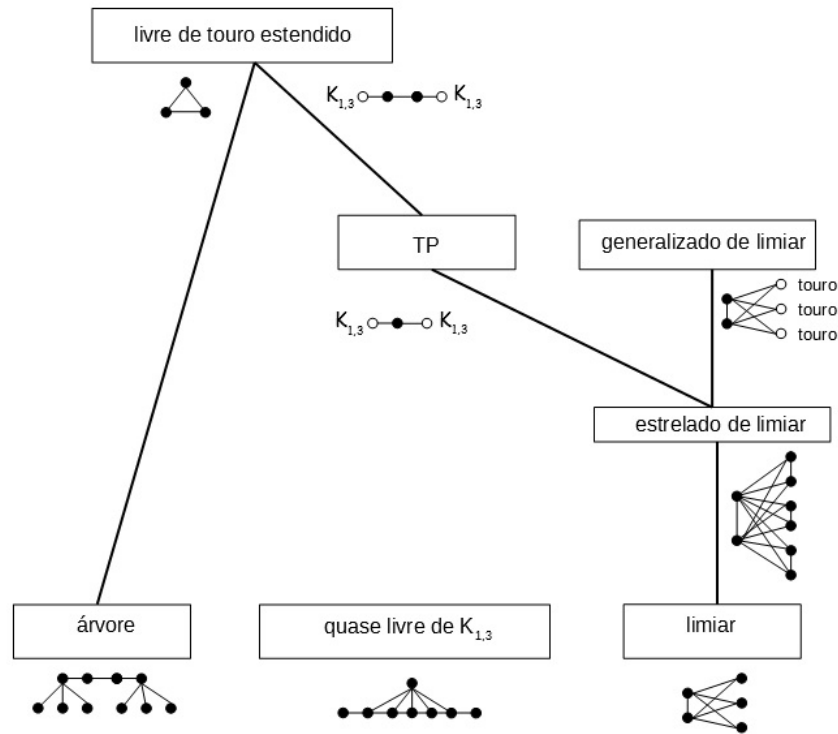 livre de touro estendido
K1,3 K1,3
TP
generalizado de limiar
touro
touro
touro
K1,3 K1,3
estrelado de limiar
árvore
quase livre de K1,3
limiar